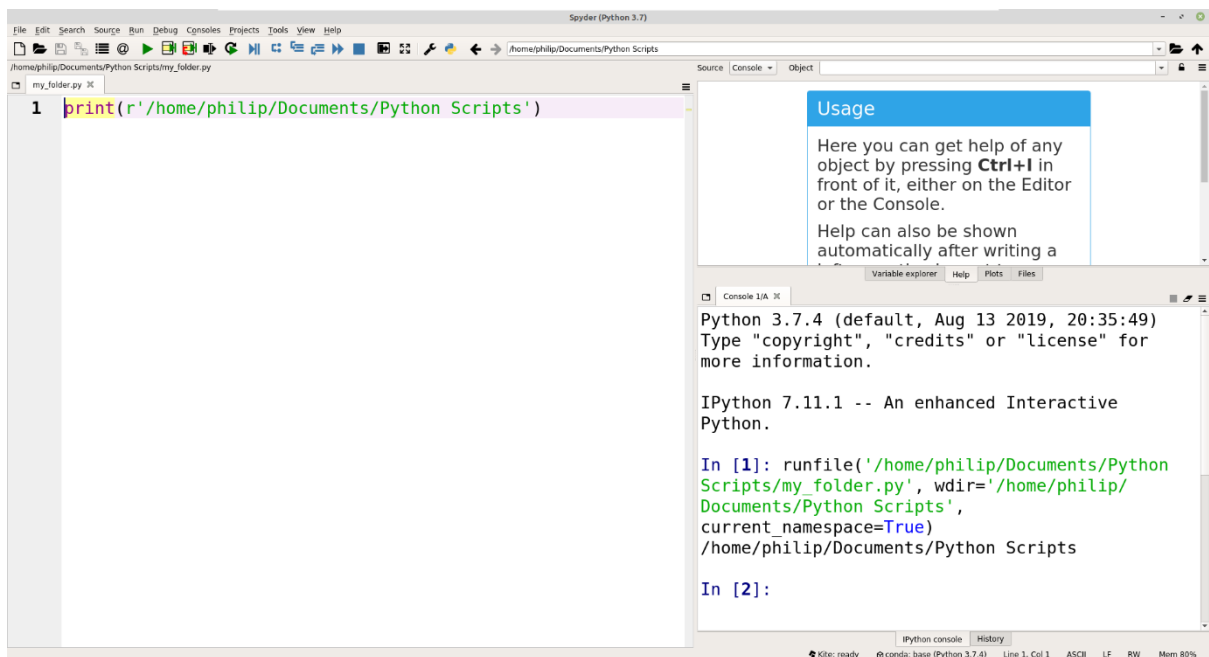 Spyder (Python 3.7)
File Edit Search Source Run Debug Consoles Projects Tools View Help
/home/philip/Documents/Python Scripts
/home/philip/Documents/Python Scripts/my_folder.py
my_folder.py
1 print(r'/home/philip/Documents/Python Scripts')
Source Console Object
Usage
Here you can get help of any
object by pressing Ctrl+I in
front of it, either on the Editor
or the Console.
Help can also be shown
automatically after writing a
Variable explorer Help Plots Files
Console 1/A
Python 3.7.4 (default, Aug 13 2019, 20:35:49)
Type "copyright", "credits" or "license" for
more information.
IPython 7.11.1 -- An enhanced Interactive
Python.
In [1]: runfile('/home/philip/Documents/Python
Scripts/my_folder.py', wdir='/home/philip/
Documents/Python Scripts',
current_namespace=True)
/home/philip/Documents/Python Scripts
In [2]:
IPython console History
Kite: ready conda: base (Python 3.7.4) Line 1, Col 1 ASCII LF RW Mem 80%